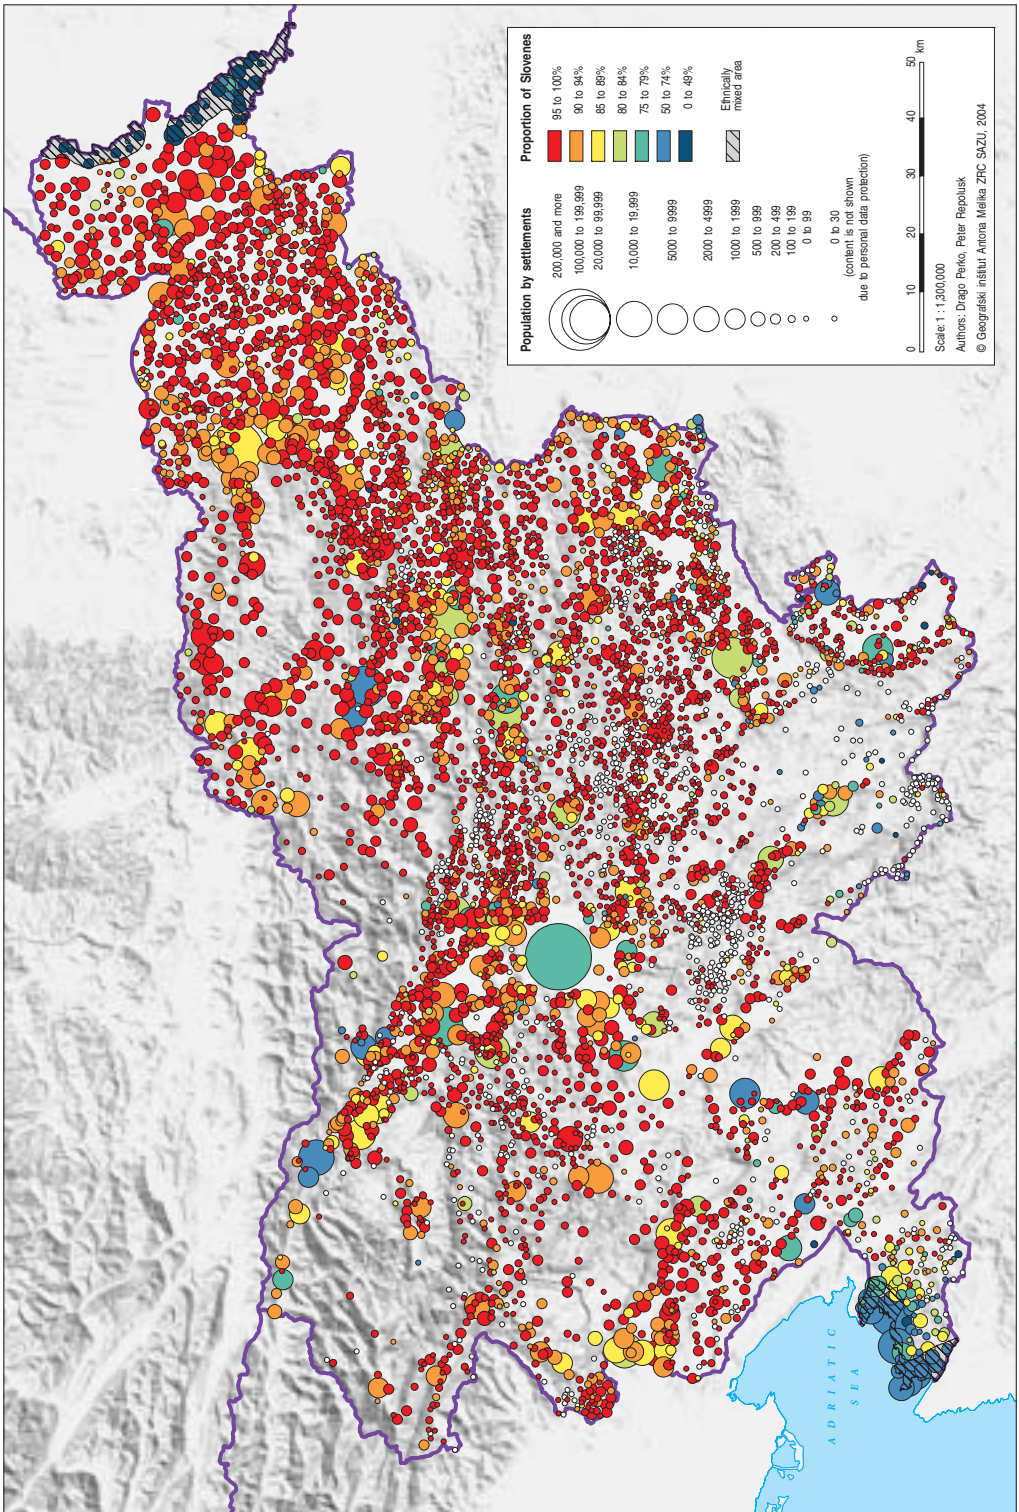 Population by settlements
200,000 and more
100,000 to 199,999
20,000 to 99,999
10,000 to 19,999
5000 to 9999
2000 to 4999
1000 to 1999
500 to 999
200 to 499
100 to 199
0 to 99
0 to 30
(content is not shown
due to personal data protection)
Proportion of Slovenes
95 to 100%
90 to 94%
85 to 89%
80 to 84%
75 to 79%
50 to 74%
0 to 49%
Ethnically
mixed area
0 10 20 30 40 50 km
Scale: 1 : 1,300,000
Authors: Drago Perko, Peter Repolusk
© Geografski inštitut Antona Melika ZRC SAZU, 2004
ADRIATIC
SEA